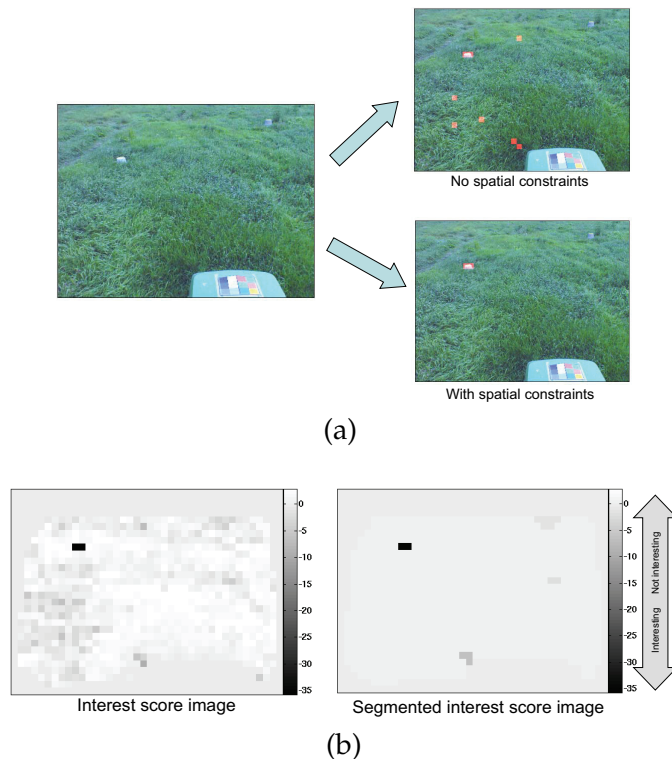 No spatial constraints
With spatial constraints
(a)
0
-5
-10
-15
-20
-25
-30
-35
Interest score image
0
-5
-10
-15
-20
-25
-30
-35
Segmented interest score image
Interesting Not interesting
(b)